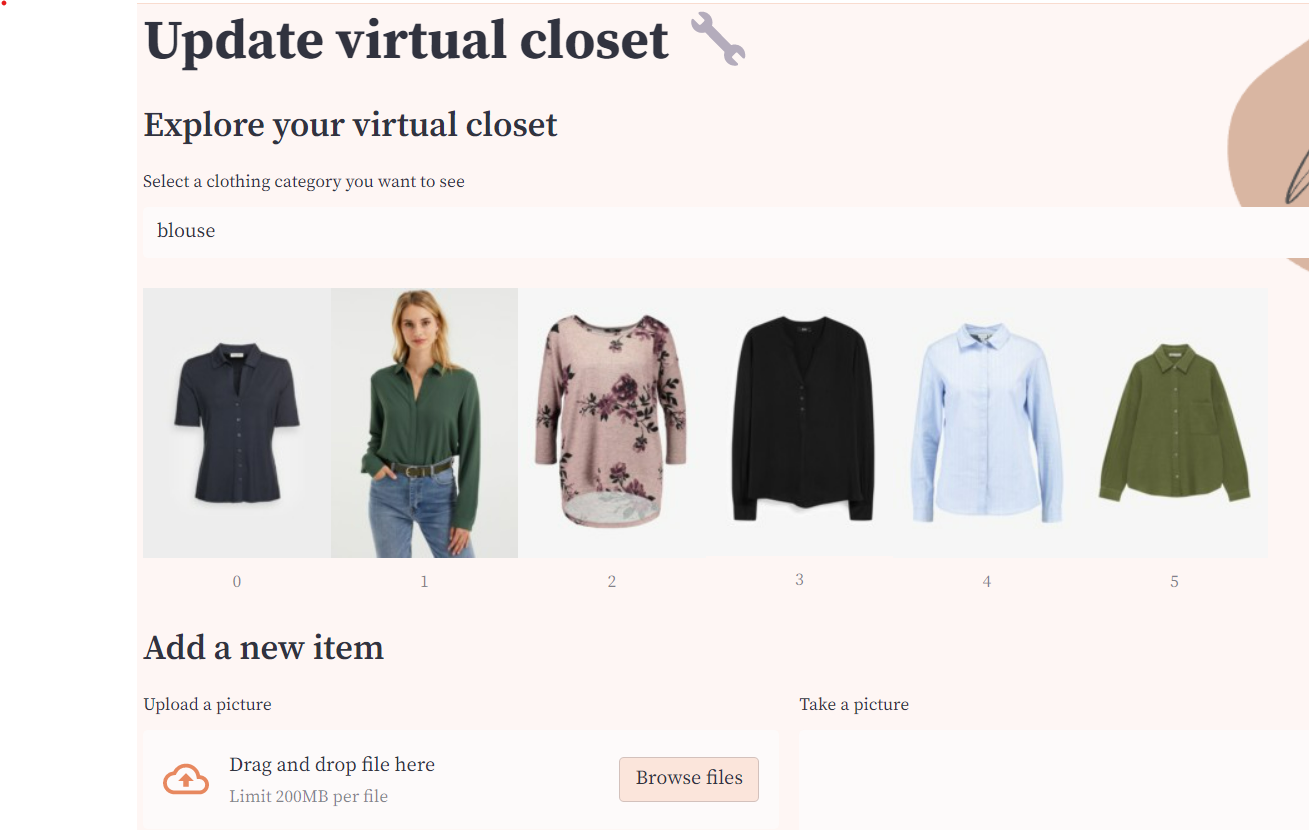 Update virtual closet
Explore your virtual closet
Select a clothing category you want to see
blouse
0 1 2 3 4 5
Add a new item
Upload a picture
Take a picture
Drag and drop file here
Limit 200MB per file
Browse files